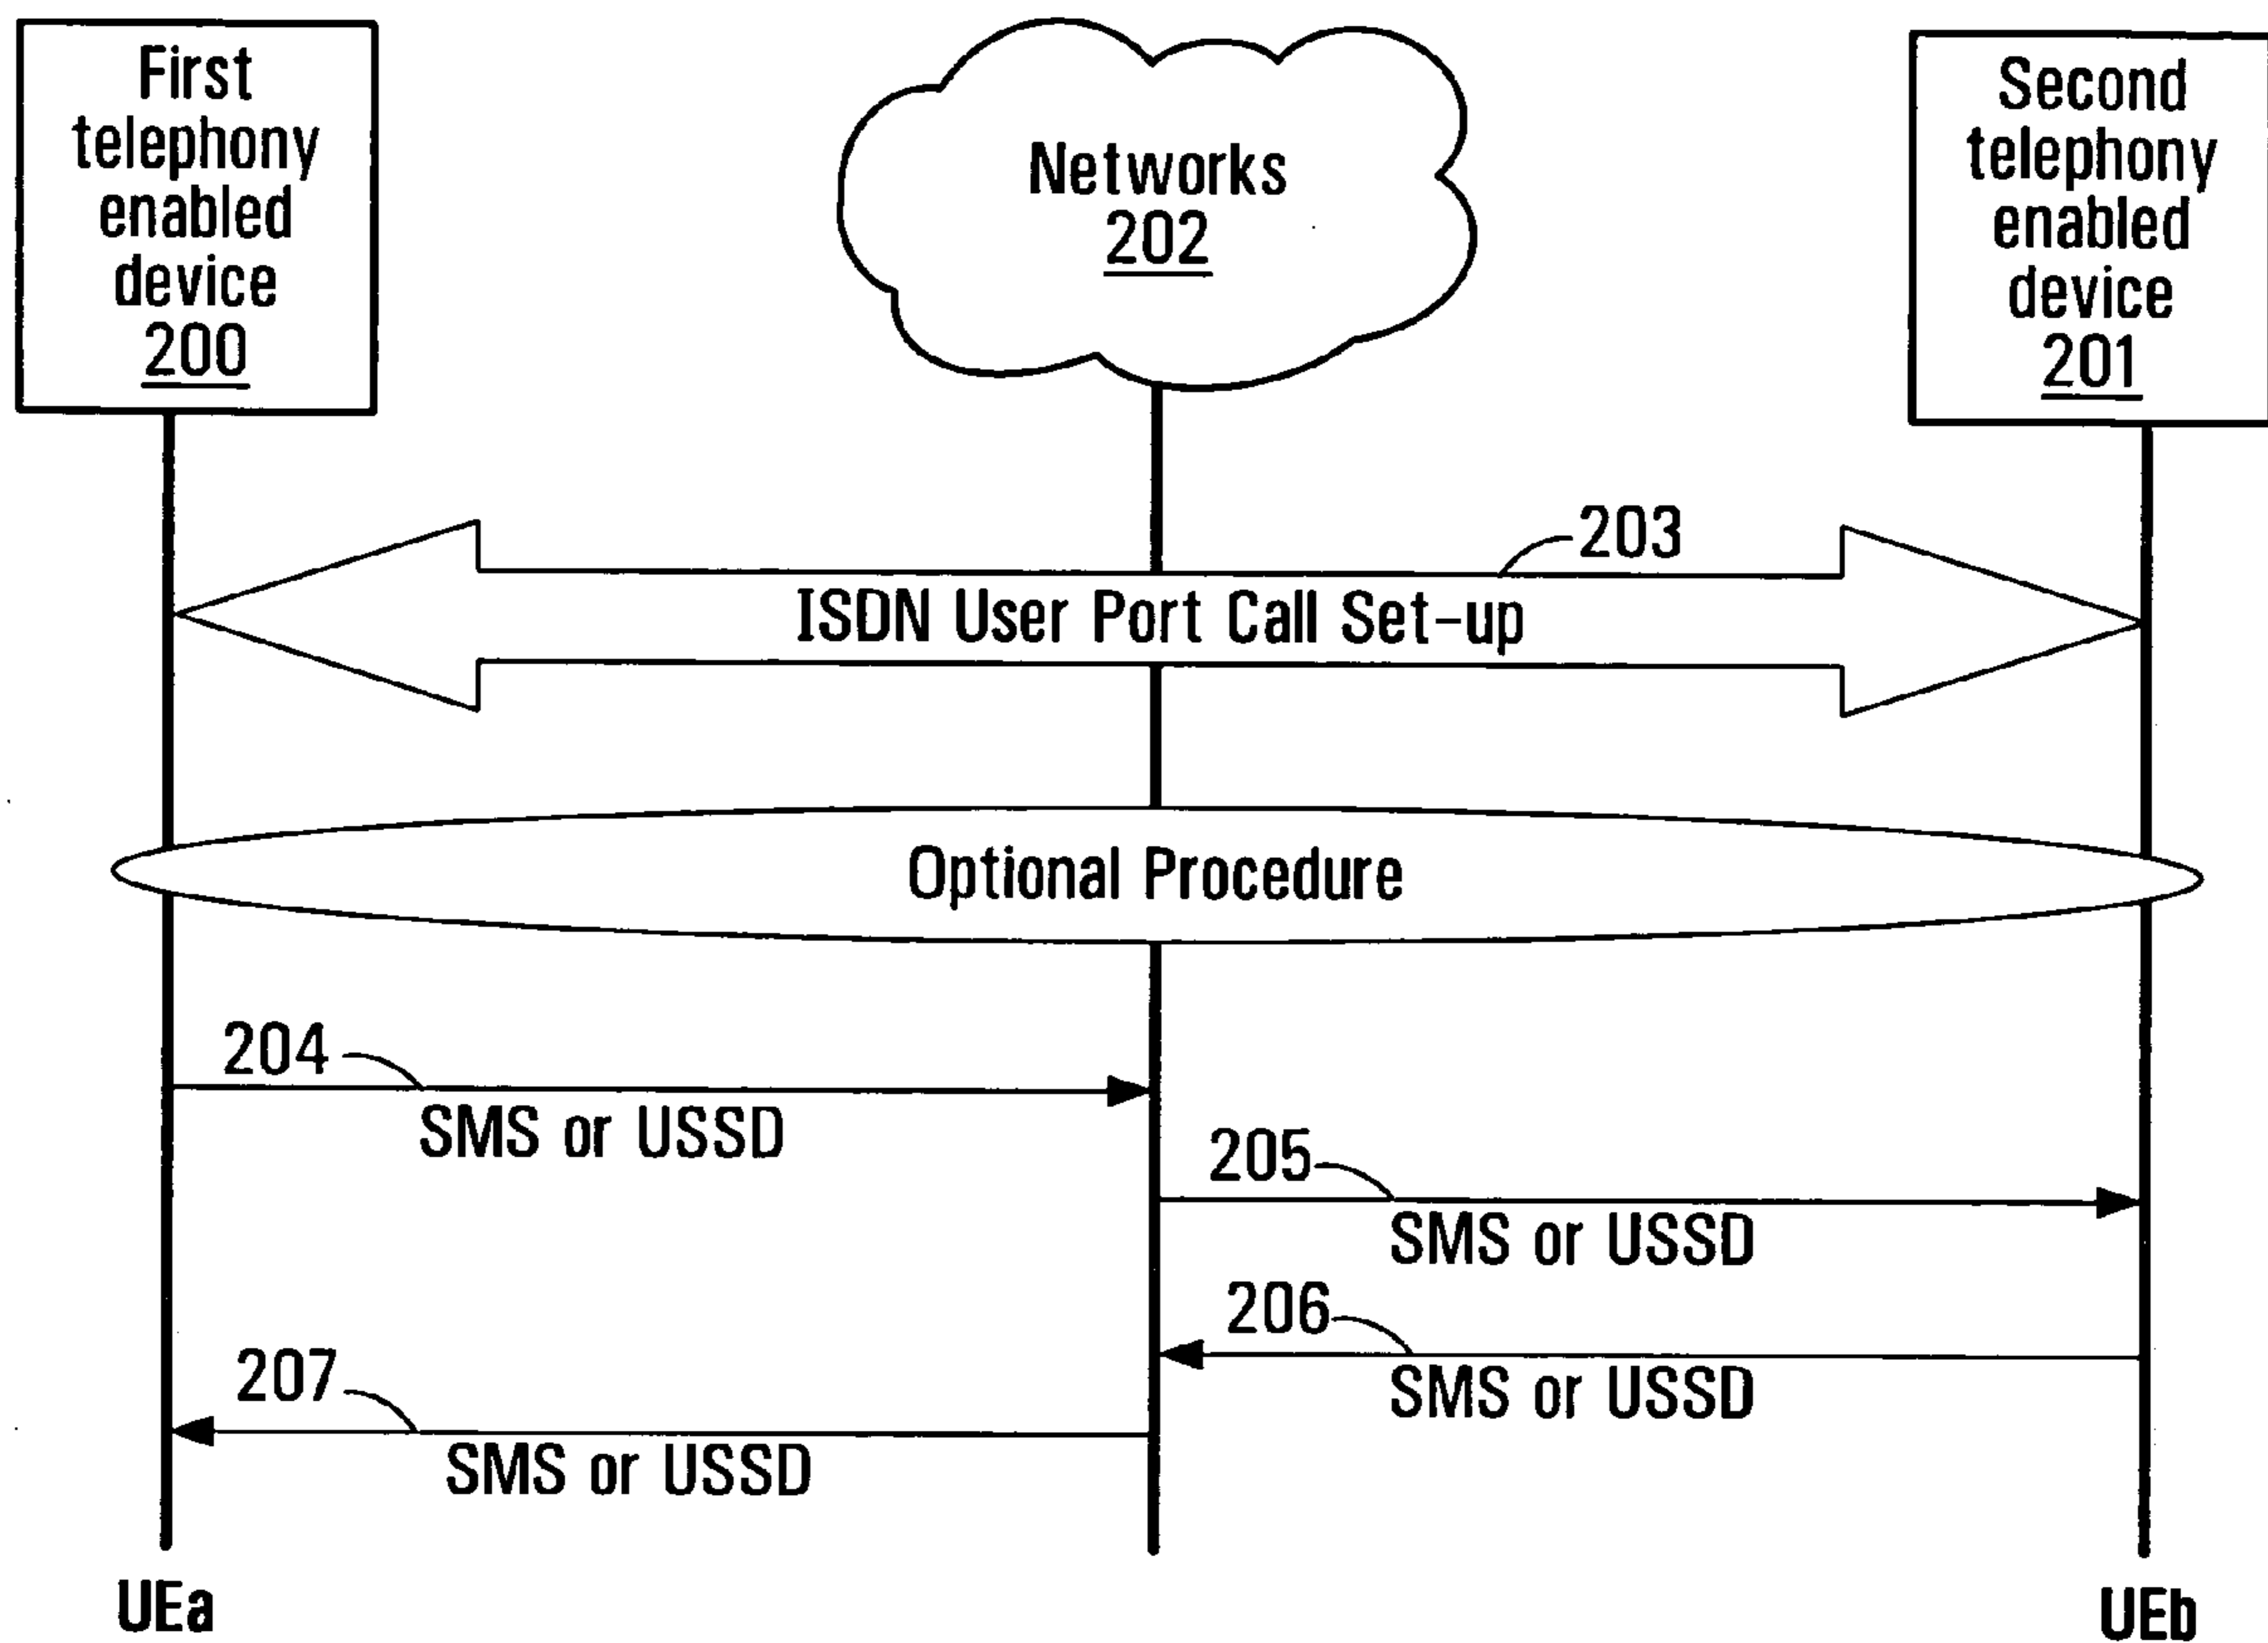 First
telephony
enabled
device
200
Networks
202
Second
telephony
enabled
device
201
203
ISDN User Port Call Set-up
Optional Procedure
204
SMS or USSD
205
SMS or USSD
206
SMS or USSD
207
SMS or USSD
UEa
UEb